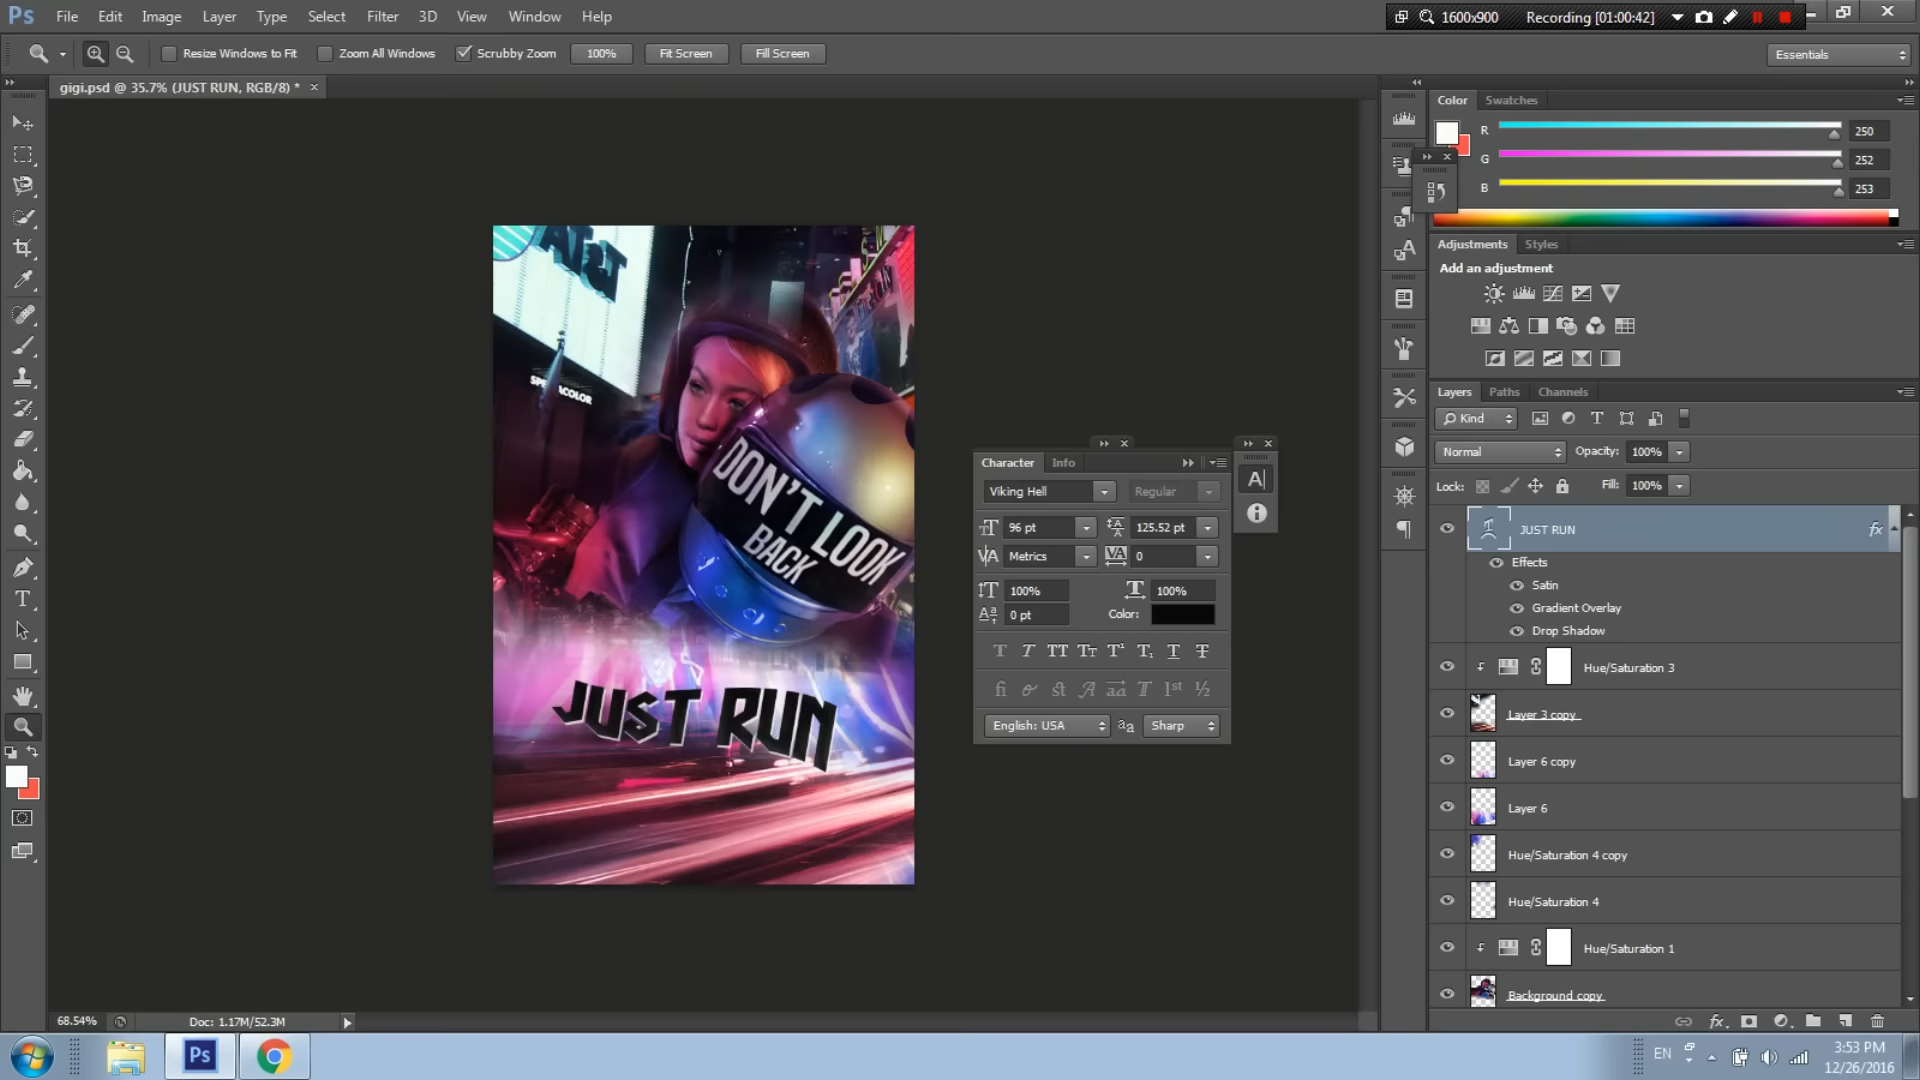 Ps File Edit Image Layer Type Select Filter 3D View Window Help
1600x900 Recording [01:00:42]
Resize Windows to Fit Zoom All Windows Scrubby Zoom 100% Fit Screen Fill Screen
Essentials
gigi.psd @ 35.7% (JUST RUN, RGB/8) *
Color Swatches
R 250
G 252
B 253
Adjustments Styles
Add an adjustment
ART
SPECTACOLOR
DON'T LOOK
BACK
JUST RUN
Character Info
Viking Hell Regular
96 pt 125.52 pt
Metrics 0
100% 100%
0 pt Color:
English: USA Sharp
Layers Paths Channels
Kind
Normal Opacity: 100%
Lock: Fill: 100%
JUST RUN fx
Effects
Satin
Gradient Overlay
Drop Shadow
Hue/Saturation 3
Layer 3 copy
Layer 6 copy
Layer 6
Hue/Saturation 4 copy
Hue/Saturation 4
Hue/Saturation 1
Background copy
68.54% Doc: 1.17M/52.3M
Ps
EN
3:53 PM
12/26/2016